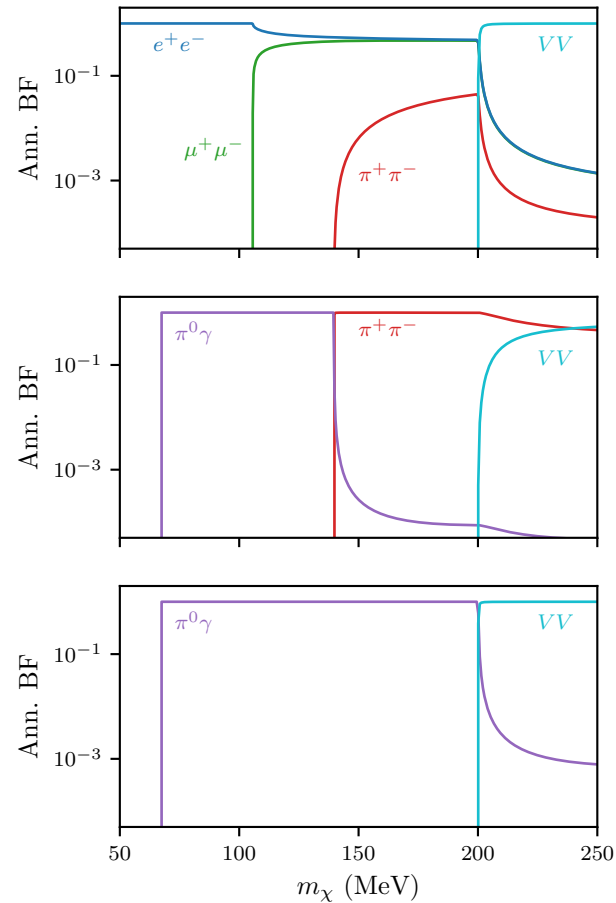 e⁺e⁻
VV
10⁻¹
μ⁺μ⁻
π⁺π⁻
10⁻³
Ann. BF
π⁰γ
π⁺π⁻
VV
10⁻¹
10⁻³
Ann. BF
π⁰γ
VV
10⁻¹
10⁻³
Ann. BF
50 100 150 200 250
m_χ (MeV)